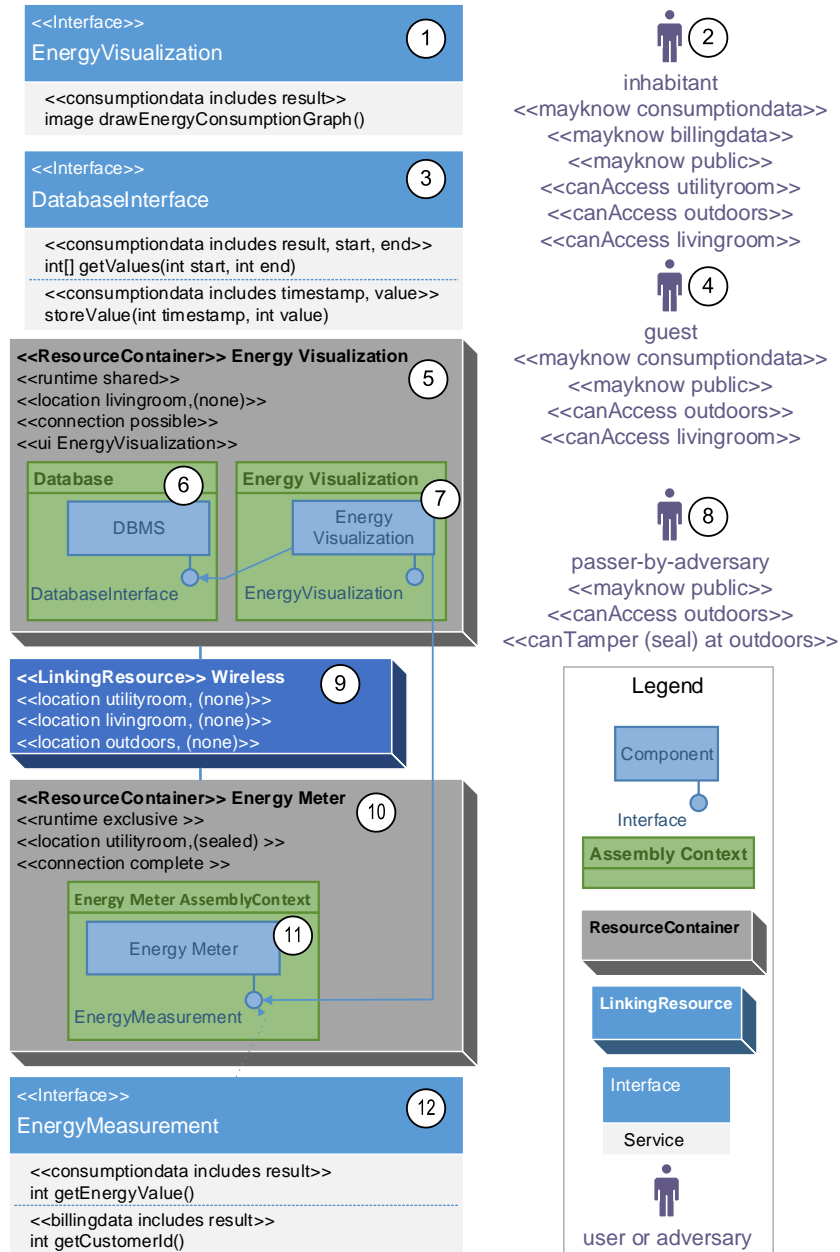 <<Interface>>
EnergyVisualization
1
<<consumptiondata includes result>>
image drawEnergyConsumptionGraph()
2
inhabitant
<<mayknow consumptiondata>>
<<mayknow billingdata>>
<<mayknow public>>
<<canAccess utilityroom>>
<<canAccess outdoors>>
<<canAccess livingroom>>
<<Interface>>
DatabaseInterface
3
<<consumptiondata includes result, start, end>>
int[] getValues(int start, int end)
<<consumptiondata includes timestamp, value>>
storeValue(int timestamp, int value)
4
guest
<<mayknow consumptiondata>>
<<mayknow public>>
<<canAccess outdoors>>
<<canAccess livingroom>>
<<ResourceContainer>> Energy Visualization
<<runtime shared>>
<<location livingroom,(none)>>
<<connection possible>>
<<ui EnergyVisualization>>
5
Database
6
DBMS
DatabaseInterface
Energy Visualization
7
Energy
Visualization
EnergyVisualization
8
passer-by-adversary
<<mayknow public>>
<<canAccess outdoors>>
<<canTamper (seal) at outdoors>>
<<LinkingResource>> Wireless
<<location utilityroom, (none)>>
<<location livingroom, (none)>>
<<location outdoors, (none)>>
9
<<ResourceContainer>> Energy Meter
<<runtime exclusive >>
<<location utilityroom,(sealed) >>
<<connection complete >>
10
Energy Meter AssemblyContext
11
Energy Meter
EnergyMeasurement
<<Interface>>
EnergyMeasurement
12
<<consumptiondata includes result>>
int getEnergyValue()
<<billingdata includes result>>
int getCustomerId()
Legend
Component
Interface
Assembly Context
ResourceContainer
LinkingResource
Interface
Service
user or adversary